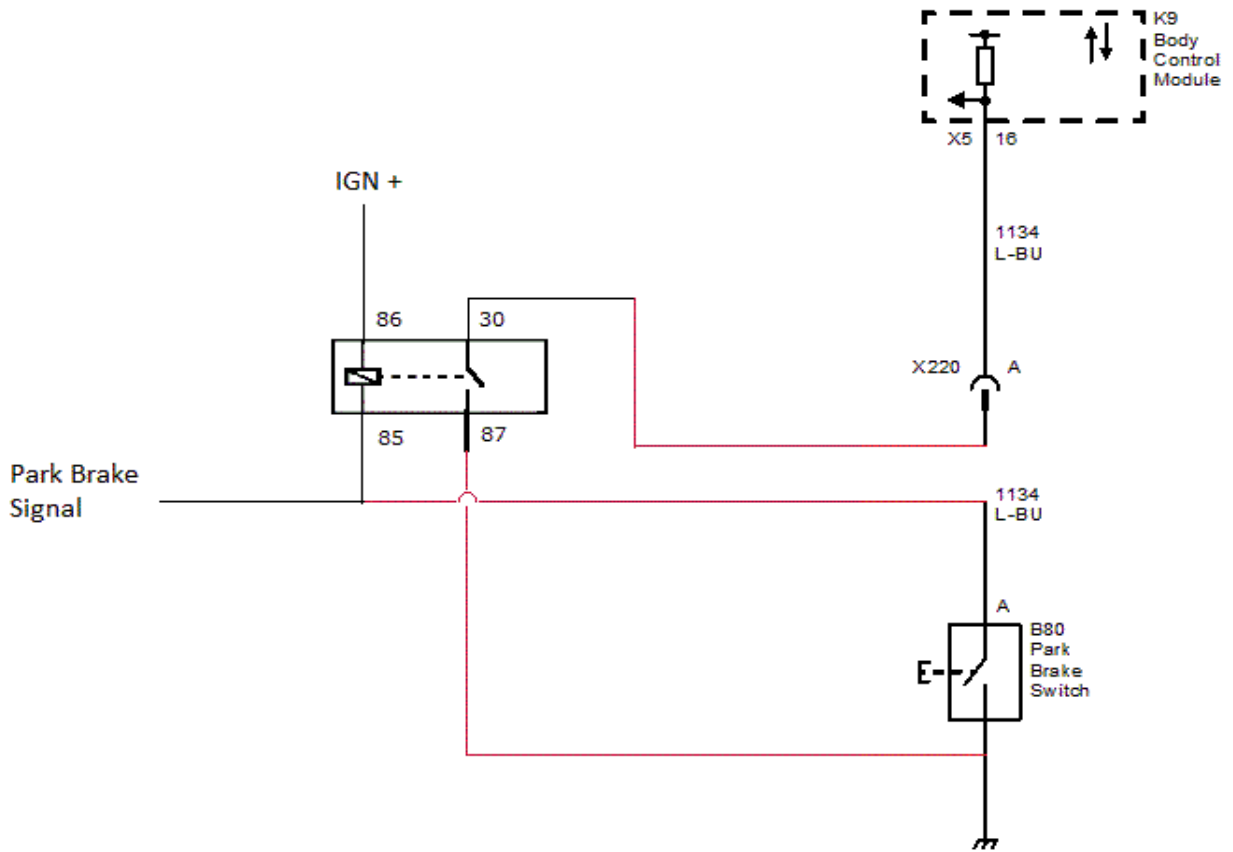 K9
Body
Control
Module
X5 16
IGN +
1134
L-BU
86 30
X220 A
85 87
Park Brake
Signal
1134
L-BU
A
B80
Park
Brake
Switch